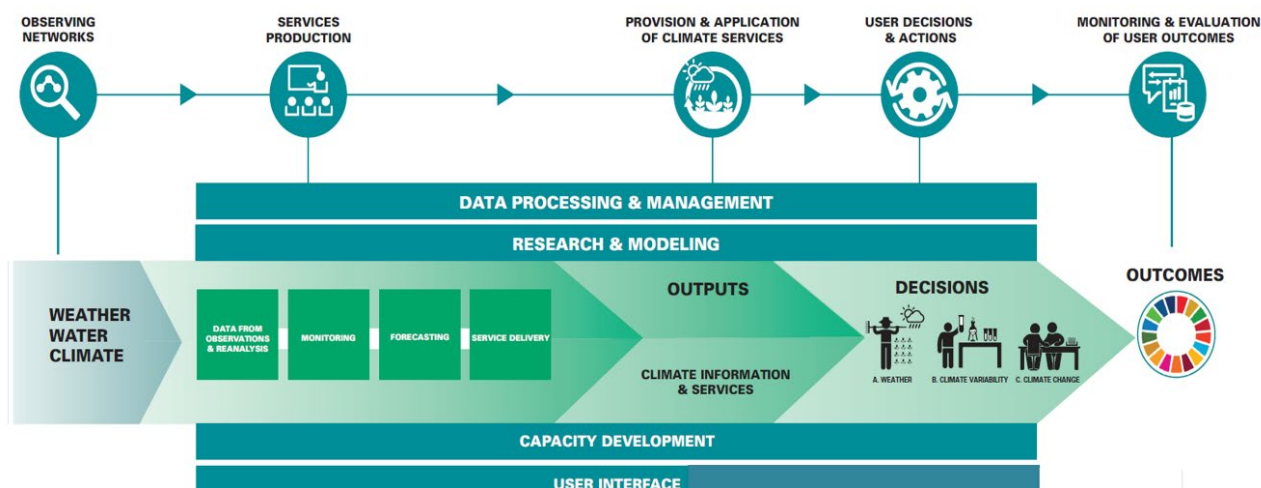 OBSERVING
NETWORKS
SERVICES
PRODUCTION
PROVISION & APPLICATION
OF CLIMATE SERVICES
USER DECISIONS
& ACTIONS
MONITORING & EVALUATION
OF USER OUTCOMES
DATA PROCESSING & MANAGEMENT
RESEARCH & MODELING
WEATHER
WATER
CLIMATE
DATA FROM
OBSERVATIONS
& REANALYSIS
MONITORING
FORECASTING
SERVICE DELIVERY
OUTPUTS
CLIMATE INFORMATION
& SERVICES
DECISIONS
A. WEATHER
B. CLIMATE VARIABILITY
C. CLIMATE CHANGE
OUTCOMES
CAPACITY DEVELOPMENT
USER INTERFACE